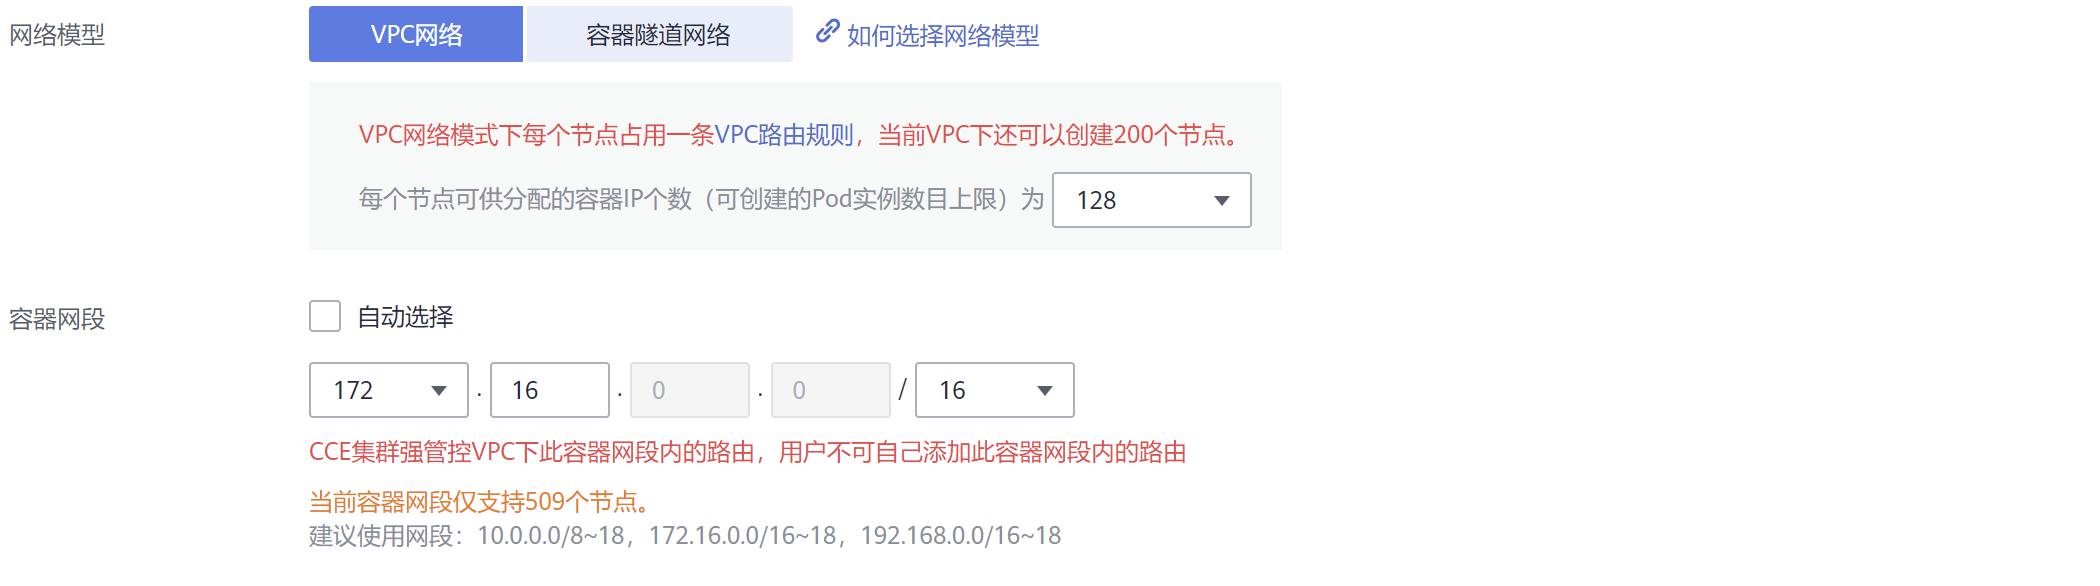 网络模型 VPC网络 容器隧道网络 如何选择网络模型
VPC网络模式下每个节点占用一条VPC路由规则，当前VPC下还可以创建200个节点。
每个节点可供分配的容器IP个数（可创建的Pod实例数目上限）为 128
容器网段 自动选择
172 . 16 . 0 . 0 / 16
CCE集群强管控VPC下此容器网段内的路由，用户不可自己添加此容器网段内的路由
当前容器网段仅支持509个节点。
建议使用网段：10.0.0.0/8~18，172.16.0.0/16~18，192.168.0.0/16~18